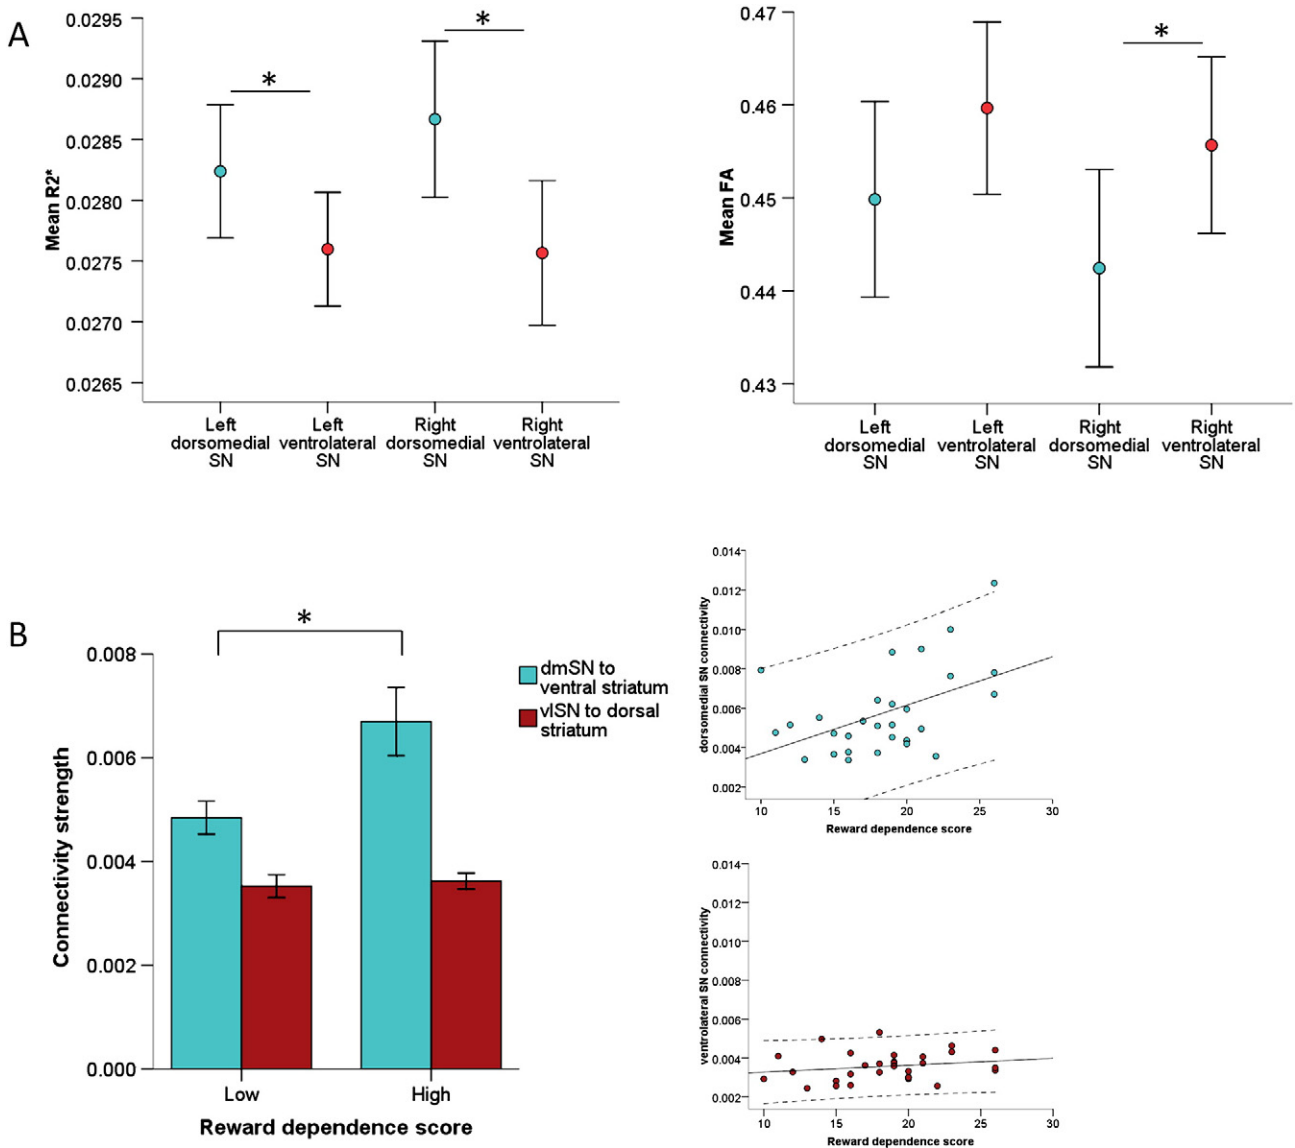 A
*
*
0.0295
0.0290
0.0285
0.0280
0.0275
0.0270
0.0265
Mean R2*
Left
dorsomedial
SN
Left
ventrolateral
SN
Right
dorsomedial
SN
Right
ventrolateral
SN
*
0.47
0.46
0.45
0.44
0.43
Mean FA
Left
dorsomedial
SN
Left
ventrolateral
SN
Right
dorsomedial
SN
Right
ventrolateral
SN
B
*
0.008
0.006
0.004
0.002
0.000
Connectivity strength
Low
High
Reward dependence score
dmSN to
ventral striatum
vlSN to dorsal
striatum
0.014
0.012
0.010
0.008
0.006
0.004
0.002
dorsomedial SN connectivity
10 15 20 25 30
Reward dependence score
0.014
0.012
0.010
0.008
0.006
0.004
0.002
ventrolateral SN connectivity
10 15 20 25 30
Reward dependence score